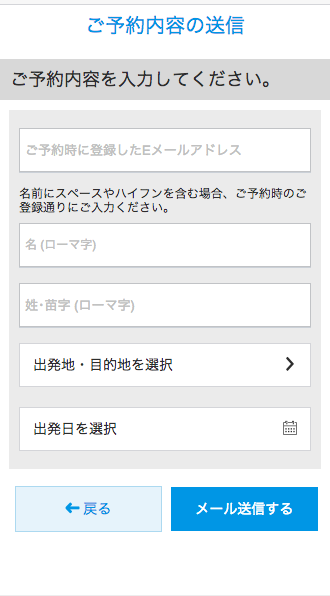 ご予約内容の送信
ご予約内容を入力してください。
ご予約時に登録したEメールアドレス
名前にスペースやハイフンを含む場合、ご予約時のご
登録通りにご入力ください。
名 (ローマ字)
姓・苗字 (ローマ字)
出発地・目的地を選択
出発日を選択
戻る
メール送信する